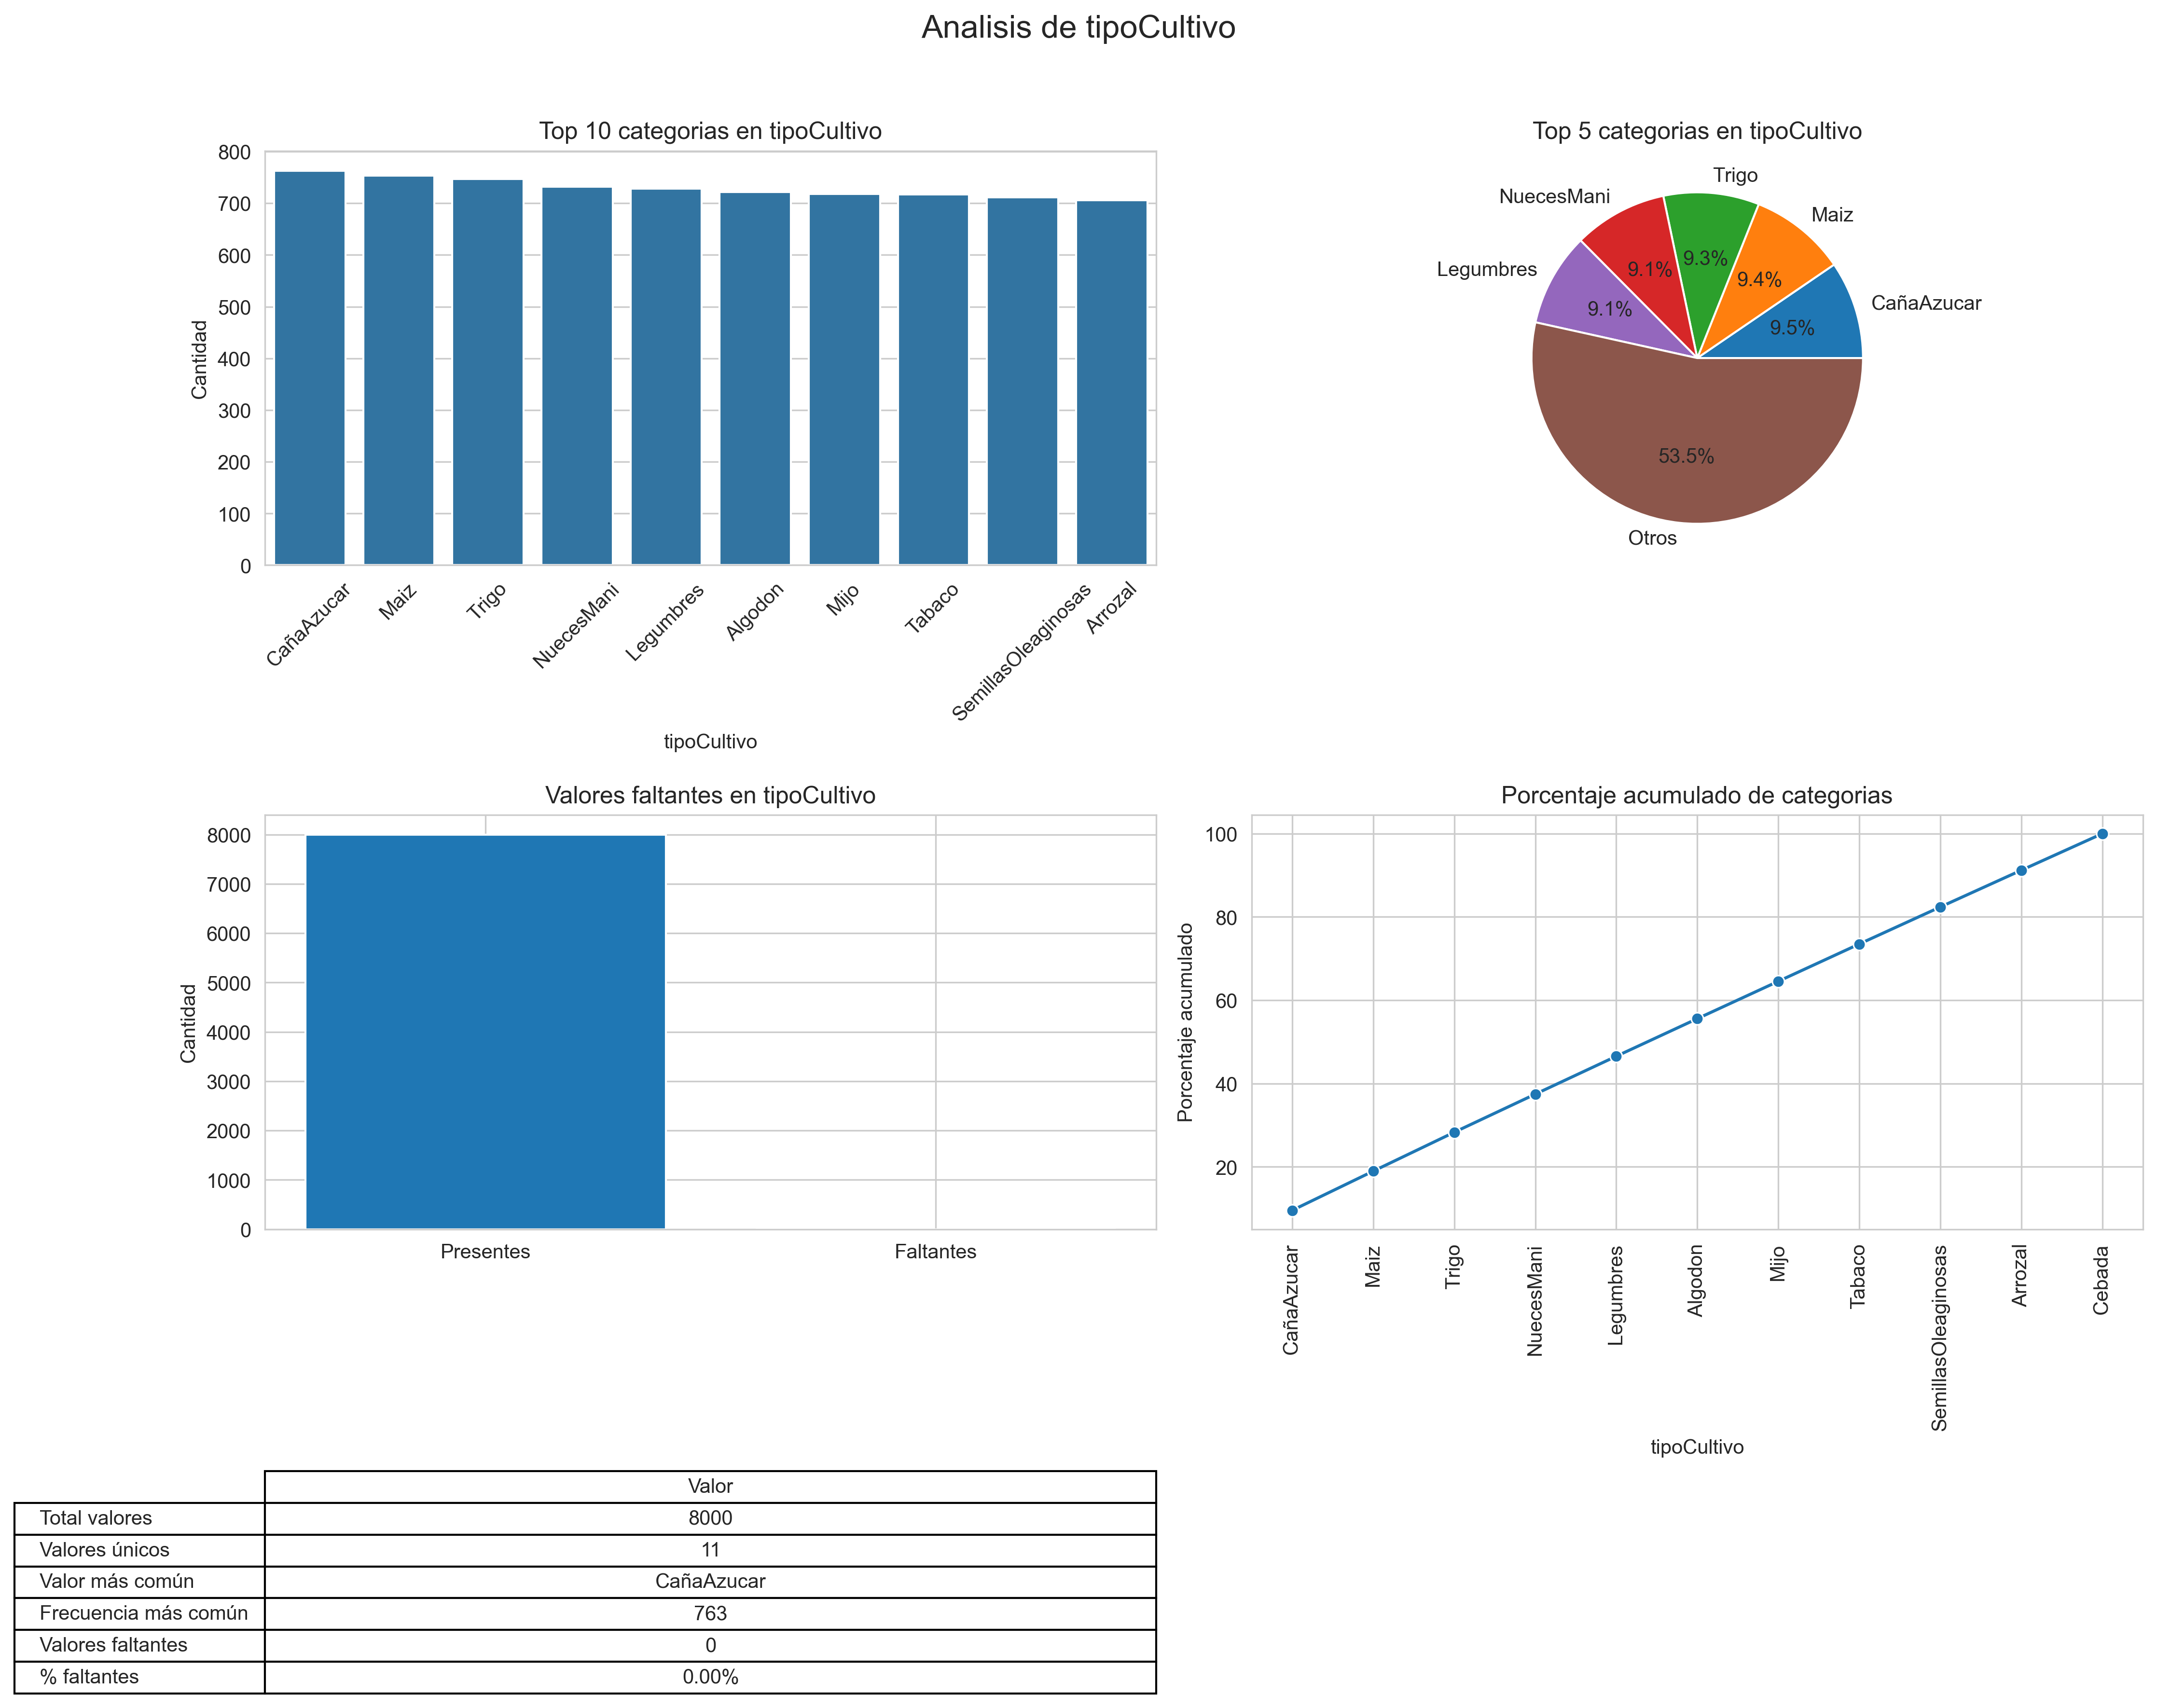 Analisis de tipoCultivo
Top 10 categorias en tipoCultivo
800
700
600
500
400
300
200
100
0
Cantidad
CañaAzucar
Maiz
Trigo
NuecesMani
Legumbres
Algodon
Mijo
Tabaco
SemillasOleaginosas
Arrozal
tipoCultivo
Top 5 categorias en tipoCultivo
Trigo
NuecesMani
Maiz
Legumbres
CañaAzucar
9.3%
9.1%
9.4%
9.1%
9.5%
53.5%
Otros
Valores faltantes en tipoCultivo
8000
7000
6000
5000
4000
3000
2000
1000
0
Cantidad
Presentes
Faltantes
Porcentaje acumulado de categorias
100
80
60
40
20
Porcentaje acumulado
CañaAzucar
Maiz
Trigo
NuecesMani
Legumbres
Algodon
Mijo
Tabaco
SemillasOleaginosas
Arrozal
Cebada
tipoCultivo
Valor
Total valores 8000
Valores únicos 11
Valor más común CañaAzucar
Frecuencia más común 763
Valores faltantes 0
% faltantes 0.00%